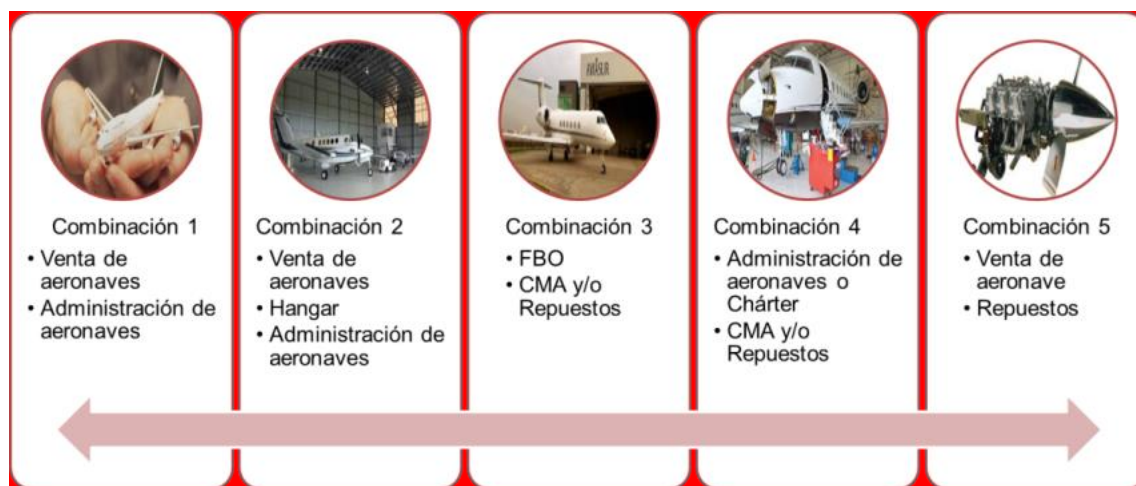 Combinación 1
• Venta de
aeronaves
• Administración de
aeronaves
Combinación 2
• Venta de
aeronaves
• Hangar
• Administración de
aeronaves
Combinación 3
• FBO
• CMA y/o
Repuestos
Combinación 4
• Administración de
aeronaves o
Chárter
• CMA y/o
Repuestos
Combinación 5
• Venta de
aeronave
• Repuestos